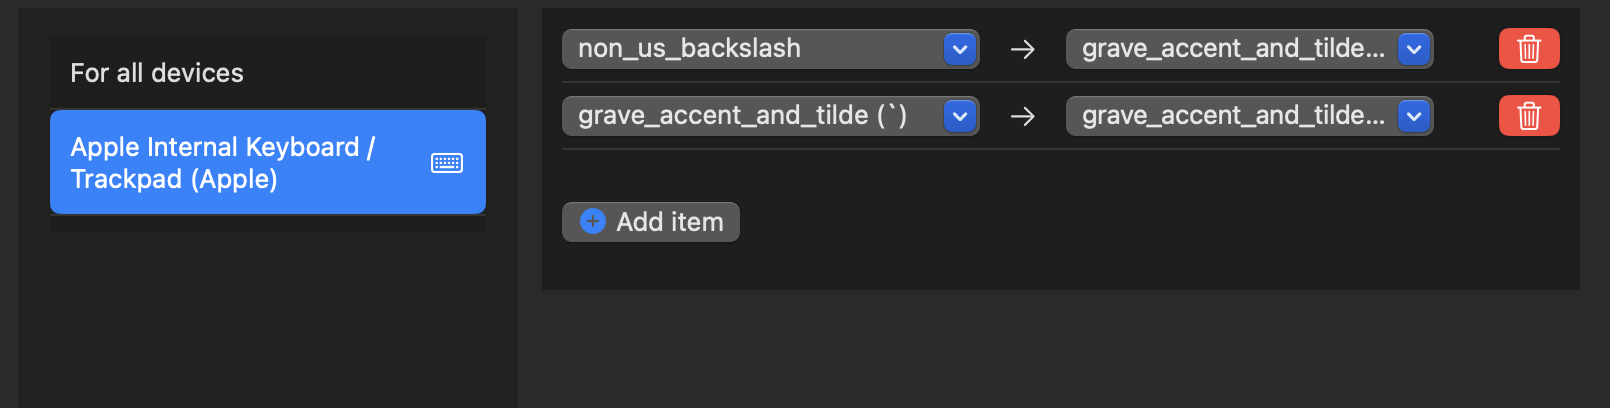 For all devices
Apple Internal Keyboard /
Trackpad (Apple)
non_us_backslash → grave_accent_and_tilde...
grave_accent_and_tilde (`) → grave_accent_and_tilde...
Add item